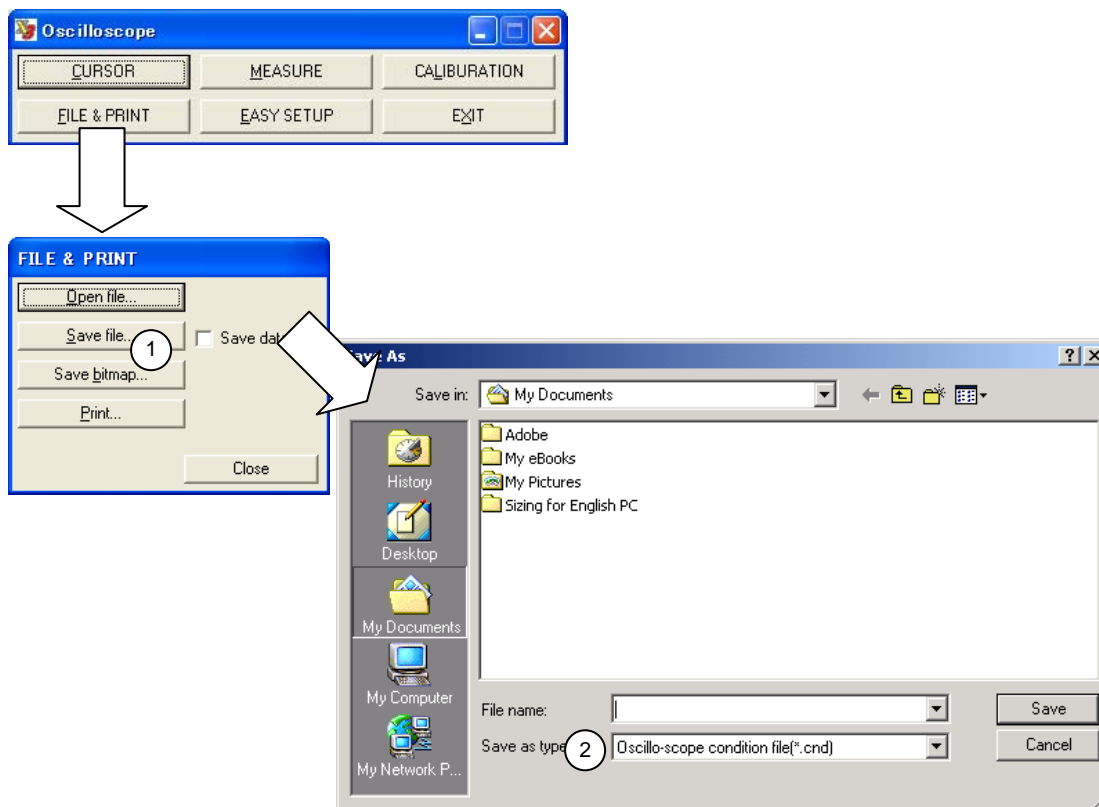 Oscilloscope
CURSOR
MEASURE
CALIBURATION
FILE & PRINT
EASY SETUP
EXIT
FILE & PRINT
Open file...
Save file...
1
Save dat
Save bitmap...
Print...
Close
ave As
Save in:
My Documents
History
Desktop
My Documents
My Computer
My Network P...
Adobe
My eBooks
My Pictures
Sizing for English PC
File name:
Save
Save as type
2
Oscillo-scope condition file(*.cnd)
Cancel